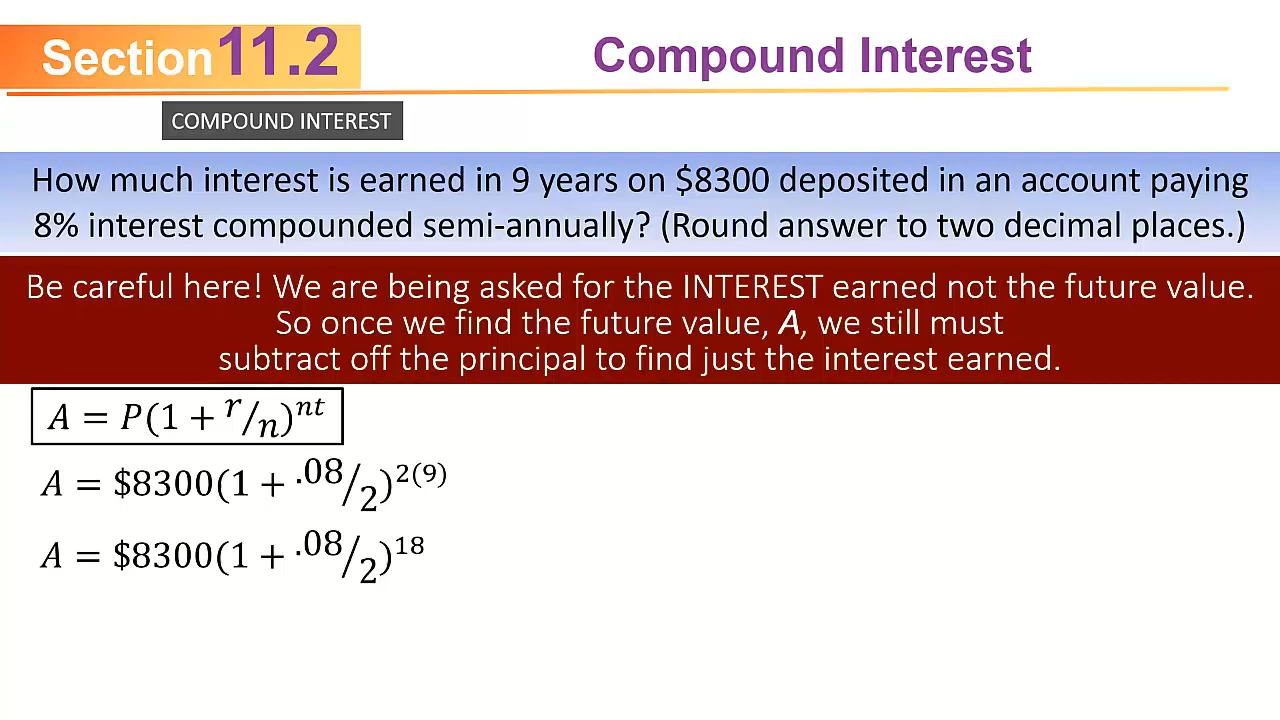 Section 11.2
Compound Interest
COMPOUND INTEREST
How much interest is earned in 9 years on $8300 deposited in an account paying
8% interest compounded semi-annually? (Round answer to two decimal places.)
Be careful here! We are being asked for the INTEREST earned not the future value.
So once we find the future value, A, we still must
subtract off the principal to find just the interest earned.
A = P(1 + r/n)^{nt}
A = $8300(1 + .08/2)^{2(9)}
A = $8300(1 + .08/2)^{18}